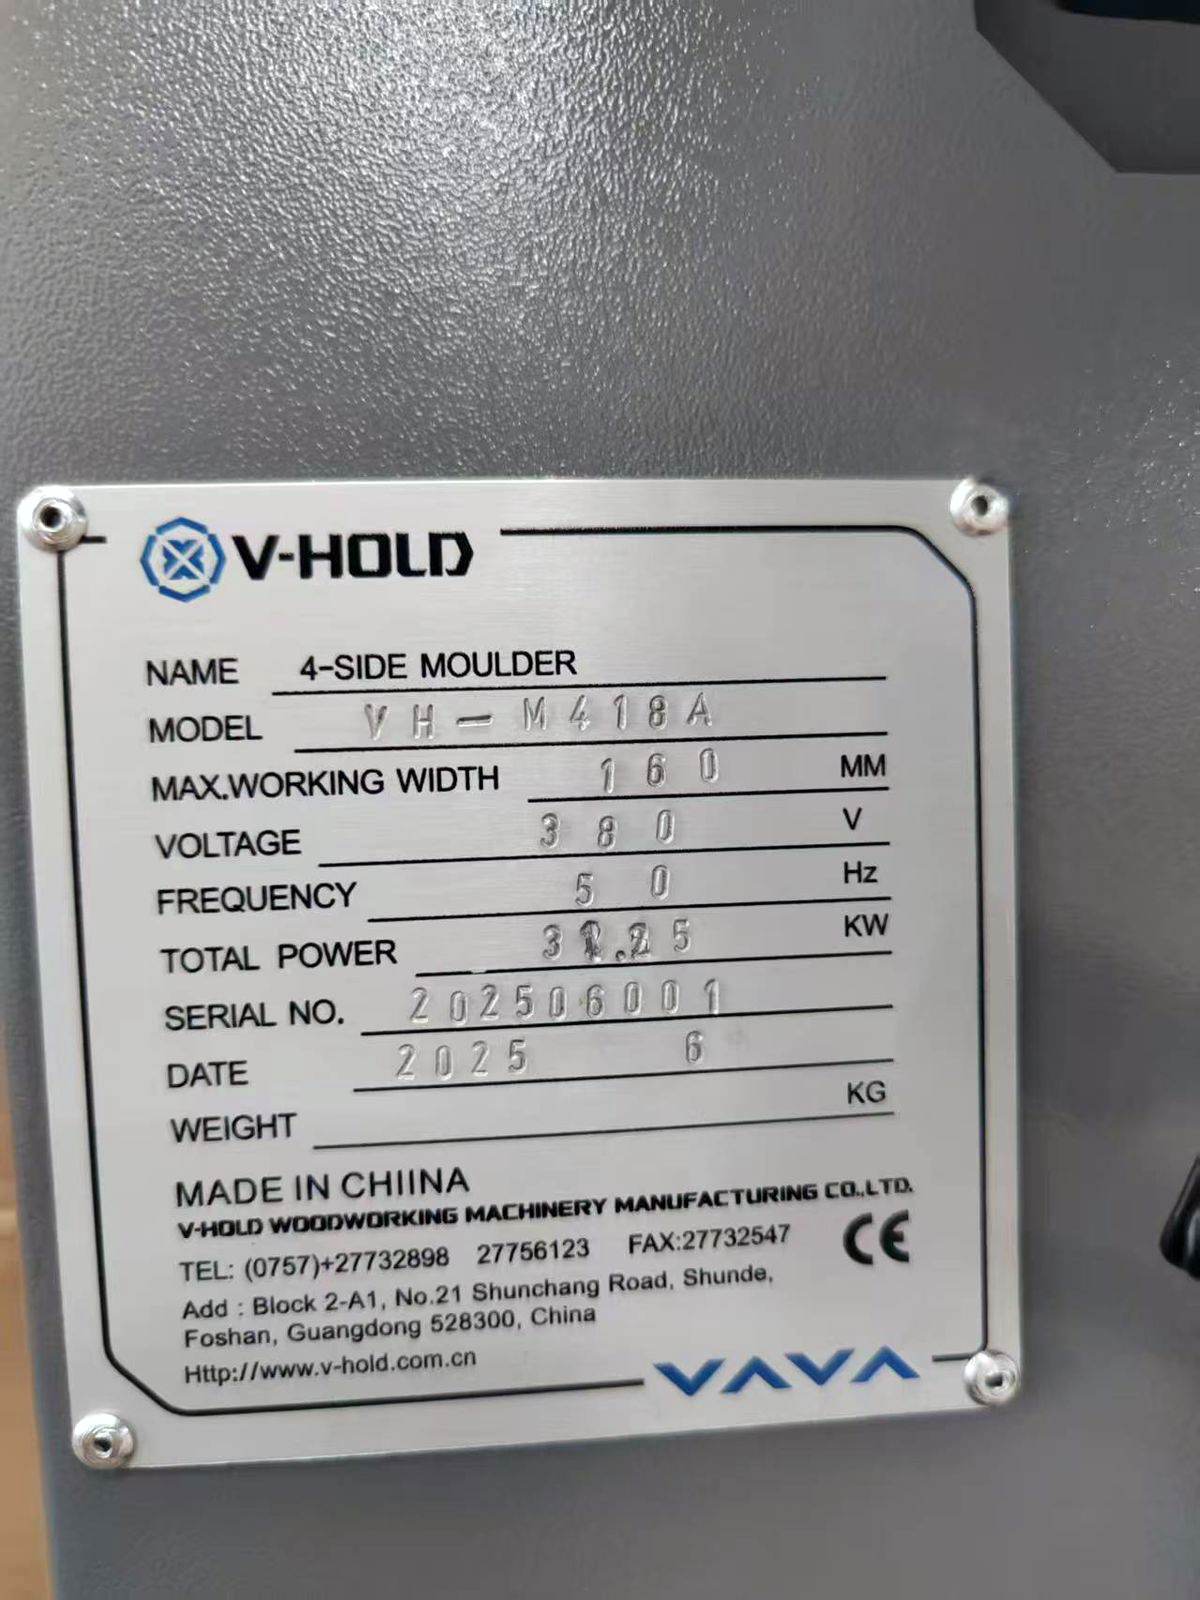 V-HOLD
NAME 4-SIDE MOULDER
MODEL VH-M418A
MAX.WORKING WIDTH 160 MM
VOLTAGE 380 V
FREQUENCY 50 Hz
TOTAL POWER KW
SERIAL NO. 202506001
DATE 2025 6
WEIGHT KG
MADE IN CHIINA
V-HOLD WOODWORKING MACHINERY MANUFACTURING CO.,LTD.
TEL: (0757)+27732898 27756123 FAX:27732547 CE
Add : Block 2-A1, No.21 Shunchang Road, Shunde,
Foshan, Guangdong 528300, China
Http://www.v-hold.com.cn
VAVA